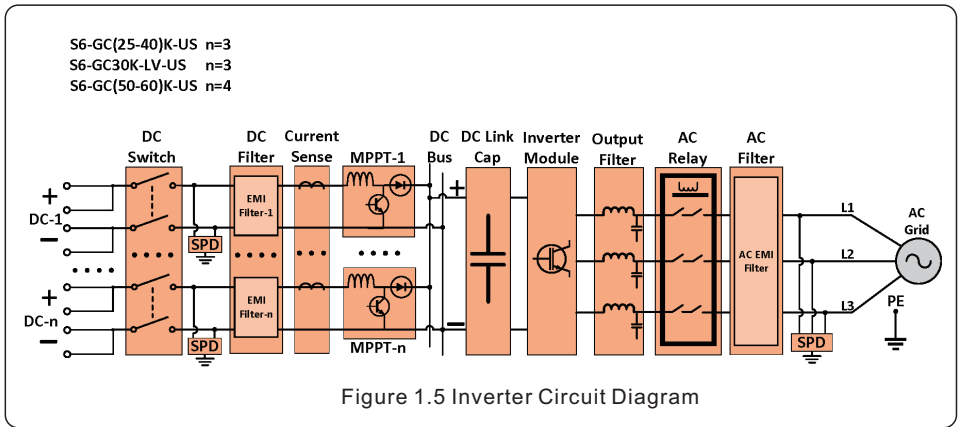 S6-GC(25-40)K-US n=3
S6-GC30K-LV-US n=3
S6-GC(50-60)K-US n=4
DC Switch
DC Filter
Current Sense
MPPT-1
DC Bus
DC Link Cap
Inverter Module
Output Filter
AC Relay
AC Filter
+
DC-1
−
EMI Filter-1
SPD
+
DC-n
−
EMI Filter-n
SPD
MPPT-n
+
−
AC EMI Filter
L1
L2
L3
SPD
PE
AC Grid
Figure 1.5 Inverter Circuit Diagram